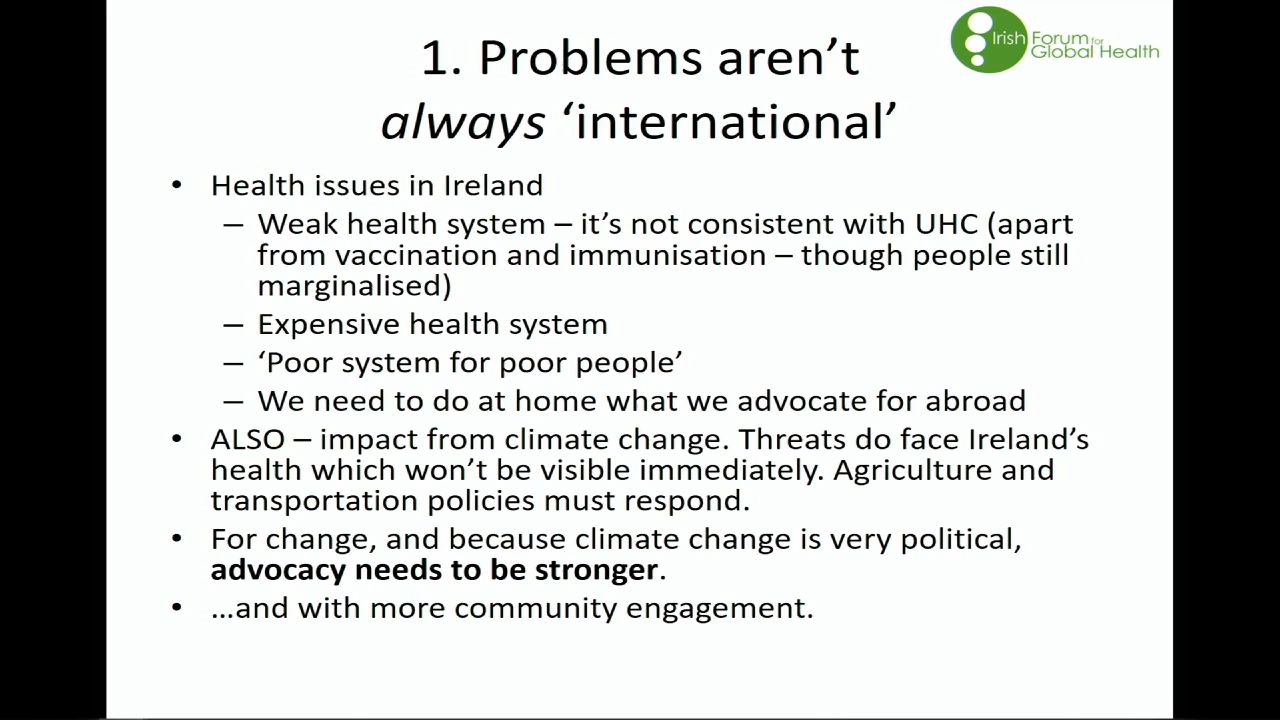 1. Problems aren’t
always ‘international’
Irish Forum for
Global Health
• Health issues in Ireland
– Weak health system – it’s not consistent with UHC (apart
from vaccination and immunisation – though people still
marginalised)
– Expensive health system
– ‘Poor system for poor people’
– We need to do at home what we advocate for abroad
• ALSO – impact from climate change. Threats do face Ireland’s
health which won’t be visible immediately. Agriculture and
transportation policies must respond.
• For change, and because climate change is very political,
advocacy needs to be stronger.
• …and with more community engagement.